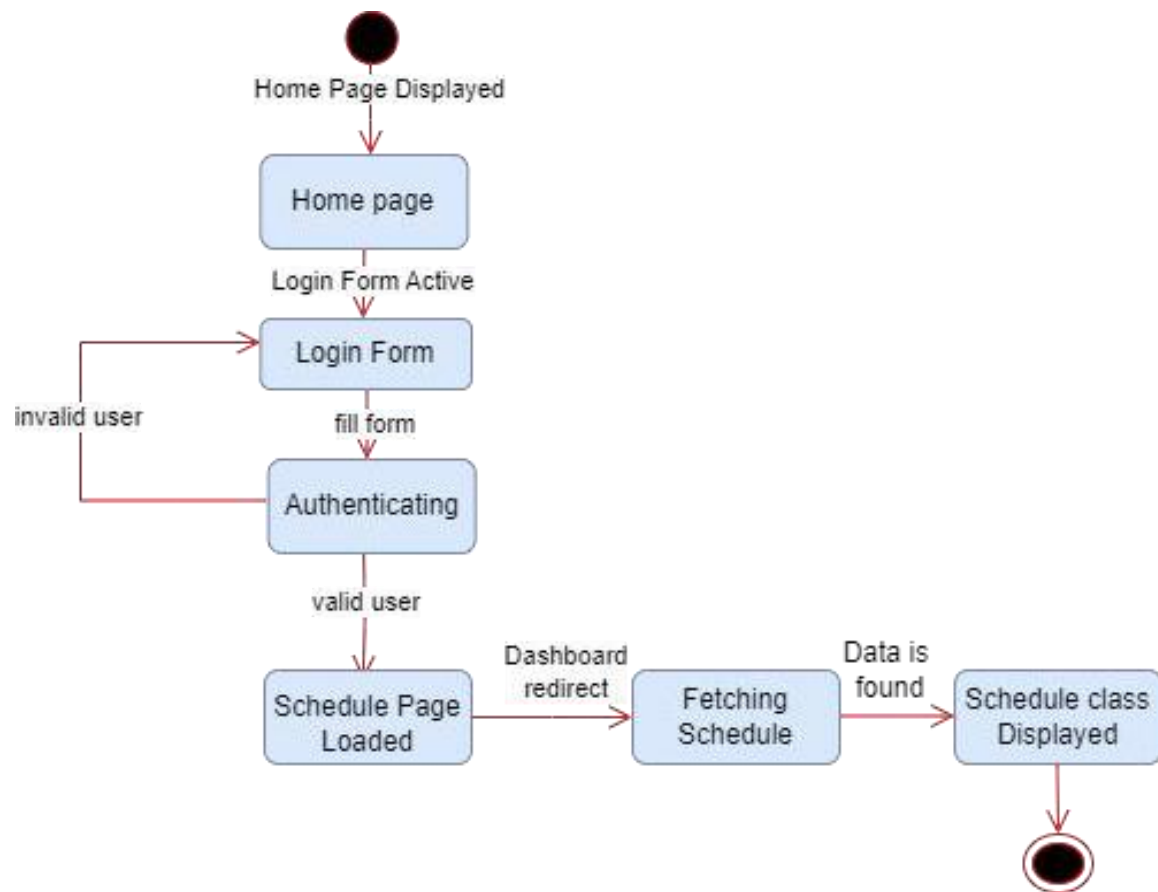 Home Page Displayed
Home page
Login Form Active
Login Form
invalid user
fill form
Authenticating
valid user
Schedule Page
Loaded
Dashboard
redirect
Fetching
Schedule
Data is
found
Schedule class
Displayed